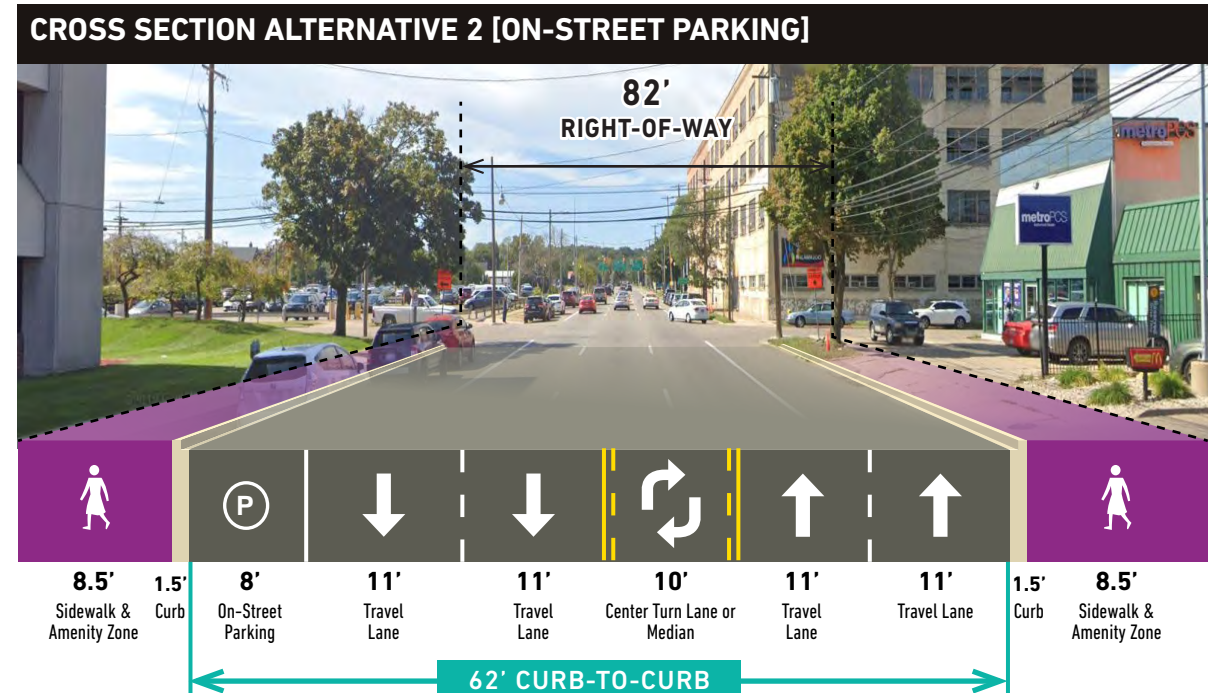 CROSS SECTION ALTERNATIVE 2 [ON-STREET PARKING]
82’
RIGHT-OF-WAY
metroPCS
metroPCS
P
8.5’
Sidewalk &
Amenity Zone
1.5’
Curb
8’
On-Street
Parking
11’
Travel
Lane
11’
Travel
Lane
10’
Center Turn Lane or
Median
11’
Travel
Lane
11’
Travel Lane
1.5’
Curb
8.5’
Sidewalk &
Amenity Zone
62’ CURB-TO-CURB